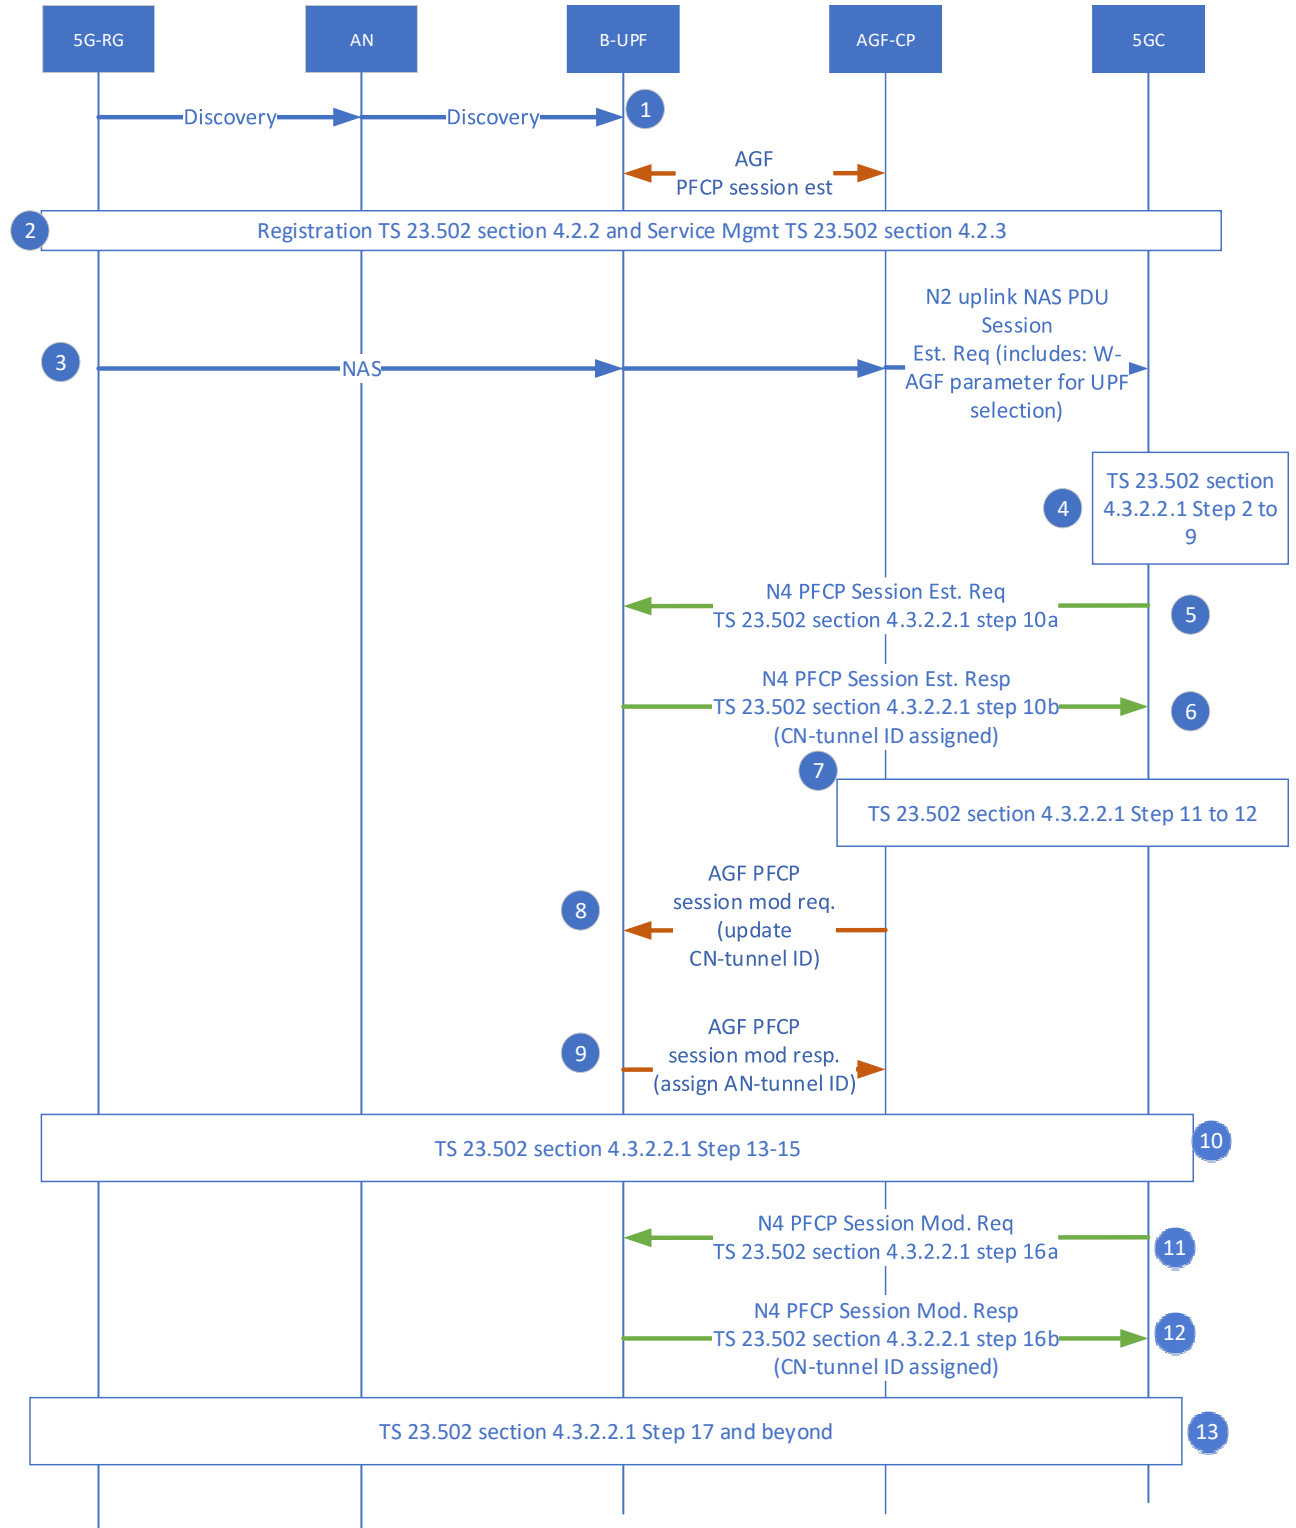 5G-RG
AN
B-UPF
AGF-CP
5GC
Discovery
Discovery
1
AGF
PFCP session est
2
Registration TS 23.502 section 4.2.2 and Service Mgmt TS 23.502 section 4.2.3
N2 uplink NAS PDU
Session
Est. Req (includes: W-
AGF parameter for UPF
selection)
3
NAS
TS 23.502 section
4.3.2.2.1 Step 2 to
9
4
N4 PFCP Session Est. Req
TS 23.502 section 4.3.2.2.1 step 10a
5
N4 PFCP Session Est. Resp
TS 23.502 section 4.3.2.2.1 step 10b
(CN-tunnel ID assigned)
6
7
TS 23.502 section 4.3.2.2.1 Step 11 to 12
AGF PFCP
session mod req.
(update
CN-tunnel ID)
8
AGF PFCP
session mod resp.
(assign AN-tunnel ID)
9
TS 23.502 section 4.3.2.2.1 Step 13-15
10
N4 PFCP Session Mod. Req
TS 23.502 section 4.3.2.2.1 step 16a
11
N4 PFCP Session Mod. Resp
TS 23.502 section 4.3.2.2.1 step 16b
(CN-tunnel ID assigned)
12
TS 23.502 section 4.3.2.2.1 Step 17 and beyond
13